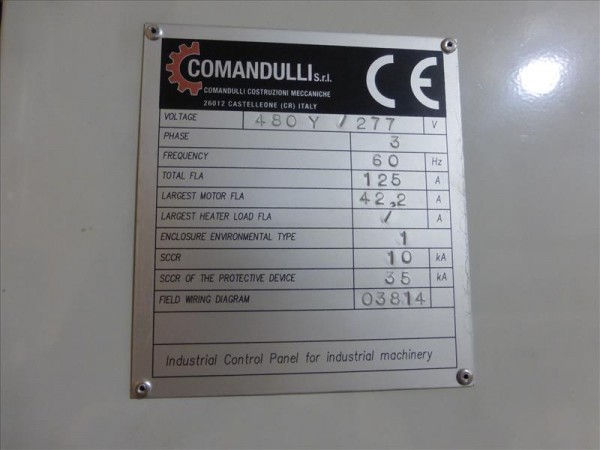 COMANDULLI S.r.l.
COMANDULLI COSTRUZIONI MECCANICHE
26012 CASTELLEONE (CR) ITALY
CE
VOLTAGE 480 Y / 277 V
PHASE 3
FREQUENCY 60 Hz
TOTAL FLA 125 A
LARGEST MOTOR FLA 42,2 A
LARGEST HEATER LOAD FLA / A
ENCLOSURE ENVIRONMENTAL TYPE 1
SCCR 10 kA
SCCR OF THE PROTECTIVE DEVICE 35 kA
FIELD WIRING DIAGRAM 03814
Industrial Control Panel for industrial machinery